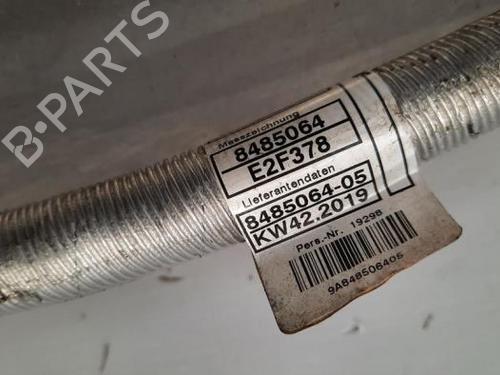 Messzeichnung
8485064
E2F378
Lieferantendaten
8485064-05
KW42.2019
Pers.-Nr. 19298
9A848506405
B-PARTS